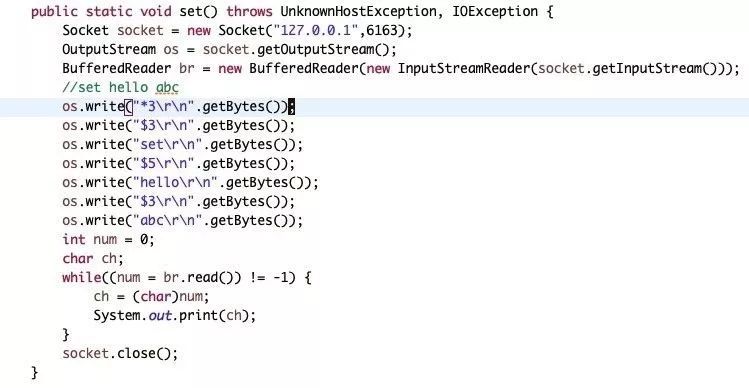 public static void set() throws UnknownHostException, IOException {
    Socket socket = new Socket("127.0.0.1",6163);
    OutputStream os = socket.getOutputStream();
    BufferedReader br = new BufferedReader(new InputStreamReader(socket.getInputStream()));
    //set hello abc
    os.write("*3\r\n".getBytes());
    os.write("$3\r\n".getBytes());
    os.write("set\r\n".getBytes());
    os.write("$5\r\n".getBytes());
    os.write("hello\r\n".getBytes());
    os.write("$3\r\n".getBytes());
    os.write("abc\r\n".getBytes());
    int num = 0;
    char ch;
    while((num = br.read()) != -1) {
        ch = (char)num;
        System.out.print(ch);
    }
    socket.close();
}